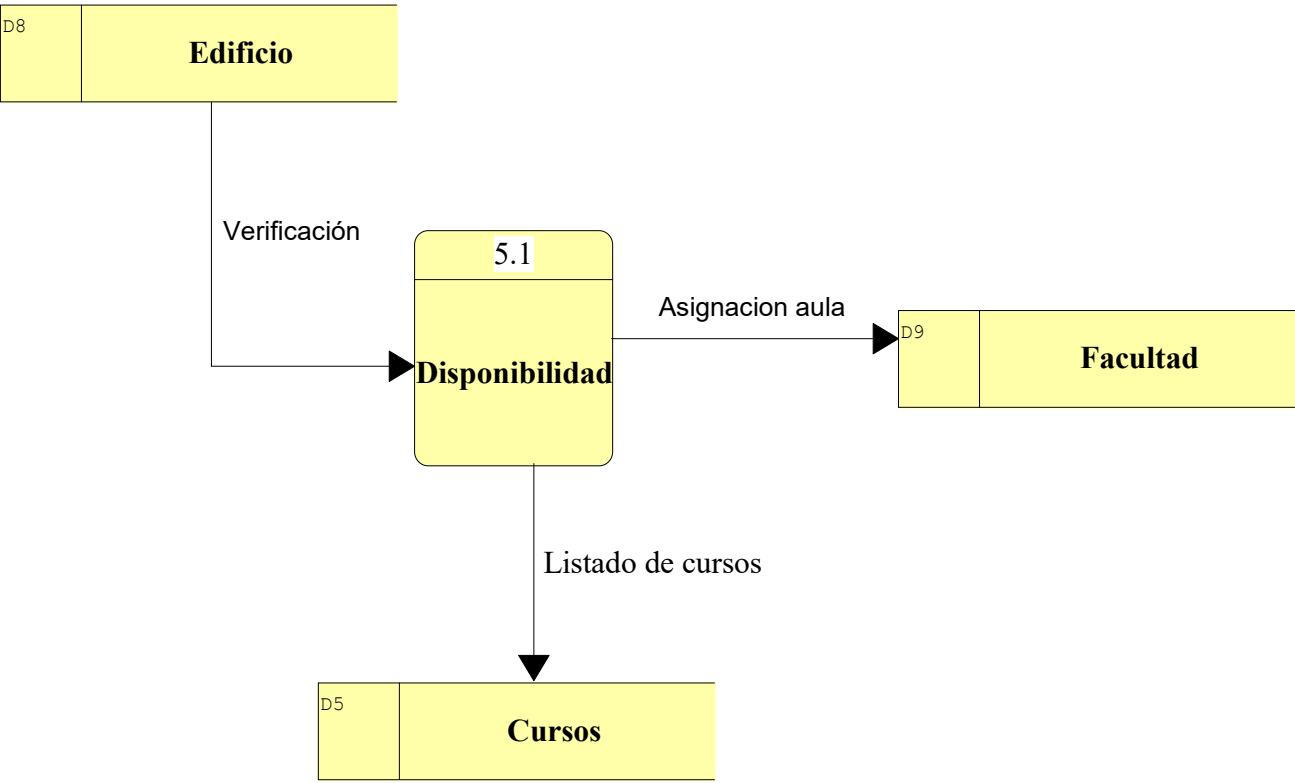 D8
Edificio
Verificación
5.1
Disponibilidad
Asignacion aula
D9
Facultad
Listado de cursos
D5
Cursos